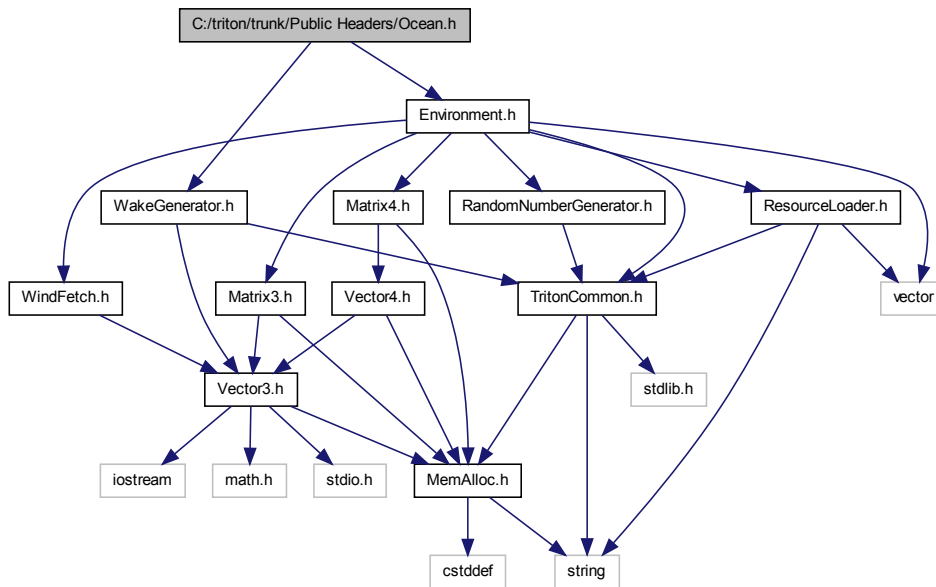 C:/triton/trunk/Public Headers/Ocean.h
Environment.h
WakeGenerator.h
Matrix4.h
RandomNumberGenerator.h
ResourceLoader.h
WindFetch.h
Matrix3.h
Vector4.h
TritonCommon.h
vector
Vector3.h
stdlib.h
iostream
math.h
stdio.h
MemAlloc.h
cstddef
string